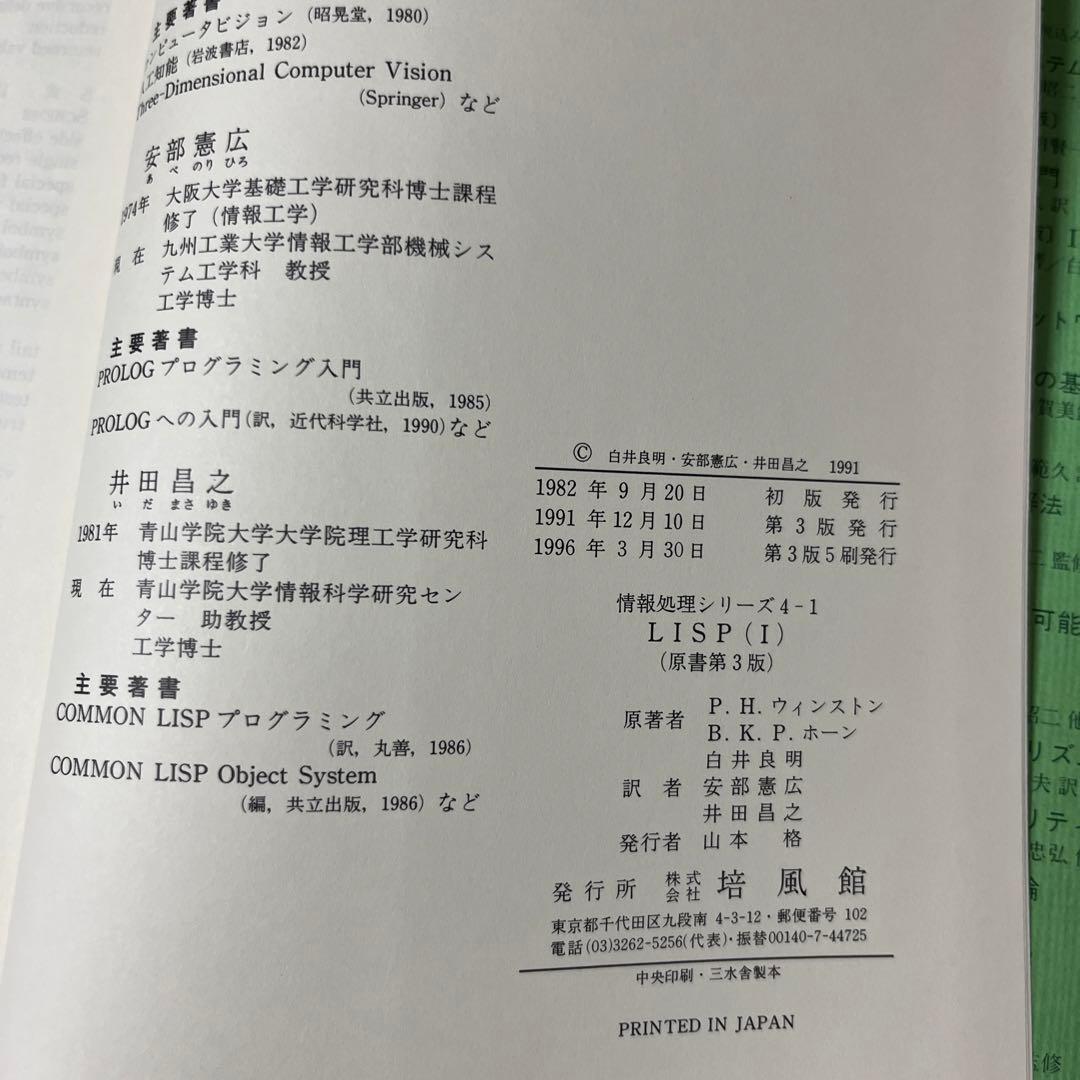 主要著書
ンピュータビジョン (昭晃堂, 1980)
人工知能 (岩波書店, 1982)
Three-Dimensional Computer Vision
(Springer) など
安部憲広
あ べ のり ひろ
1974年 大阪大学基礎工学研究科博士課程
修了 (情報工学)
現 在 九州工業大学情報工学部機械シス
テム工学科 教授
工学博士
主要著書
PROLOG プログラミング入門
(共立出版, 1985)
PROLOG への入門 (訳, 近代科学社, 1990) など
井田昌之
い だ まさ ゆき
1981年 青山学院大学大学院理工学研究科
博士課程修了
現 在 青山学院大学情報科学研究セン
ター 助教授
工学博士
主要著書
COMMON LISP プログラミング
(訳, 丸善, 1986)
COMMON LISP Object System
(編, 共立出版, 1986) など
© 白井良明・安部憲広・井田昌之 1991
1982 年 9 月 20 日 初 版 発 行
1991 年 12 月 10 日 第 3 版 発 行
1996 年 3 月 30 日 第 3 版 5 刷発行
情報処理シリーズ 4-1
LISP (I)
(原書第 3 版)
原著者 P. H. ウィンストン
B. K. P. ホーン
白井良明
訳 者 安部憲広
井田昌之
発行者 山本 格
発行所 株式会社 培風館
東京都千代田区九段南 4-3-12・郵便番号 102
電話 (03) 3262-5256 (代表)・振替 00140-7-44725
中央印刷・三水舎製本
PRINTED IN JAPAN